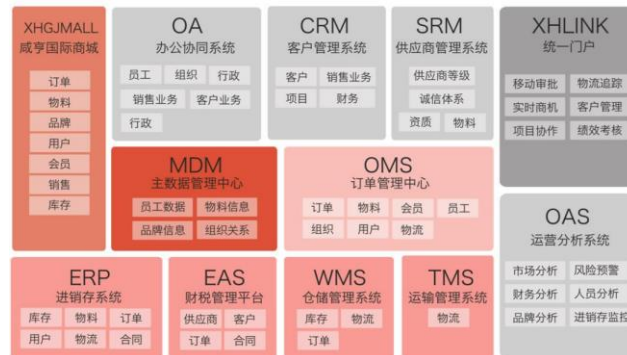 XHGJMALL
咸亨国际商城
订单
物料
品牌
用户
会员
销售
库存
OA
办公协同系统
员工 组织 行政
销售业务 客户业务
行政
CRM
客户管理系统
客户 销售业务
项目 财务
SRM
供应商管理系统
供应商等级
诚信体系
资质 物料
XHLINK
统一门户
移动审批 物流追踪
实时商机 客户管理
项目协作 绩效考核
MDM
主数据管理中心
员工数据 物料信息
品牌信息 组织关系
OMS
订单管理中心
订单 物料 会员 员工
组织 用户 物流
OAS
运营分析系统
市场分析 风险预警
财务分析 人员分析
品牌分析 进销存监控
ERP
进销存系统
库存 物料 订单
用户 物流 合同
EAS
财税管理平台
供应商 客户
订单 合同
WMS
仓储管理系统
库存 物流
订单
TMS
运输管理系统
物流